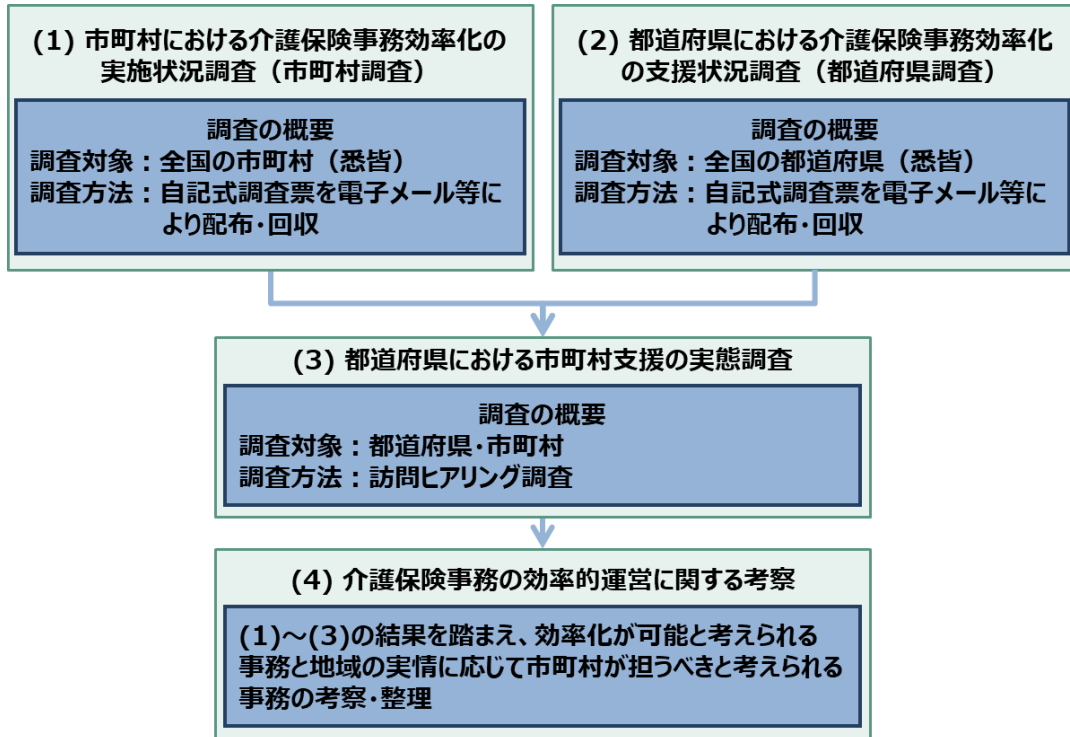 (1) 市町村における介護保険事務効率化の
実施状況調査（市町村調査）
調査の概要
調査対象：全国の市町村（悉皆）
調査方法：自記式調査票を電子メール等に
より配布・回収
(2) 都道府県における介護保険事務効率化
の支援状況調査（都道府県調査）
調査の概要
調査対象：全国の都道府県（悉皆）
調査方法：自記式調査票を電子メール等に
より配布・回収
(3) 都道府県における市町村支援の実態調査
調査の概要
調査対象：都道府県・市町村
調査方法：訪問ヒアリング調査
(4) 介護保険事務の効率的運営に関する考察
(1)～(3)の結果を踏まえ、効率化が可能と考えられる
事務と地域の実情に応じて市町村が担うべきと考えられる
事務の考察・整理